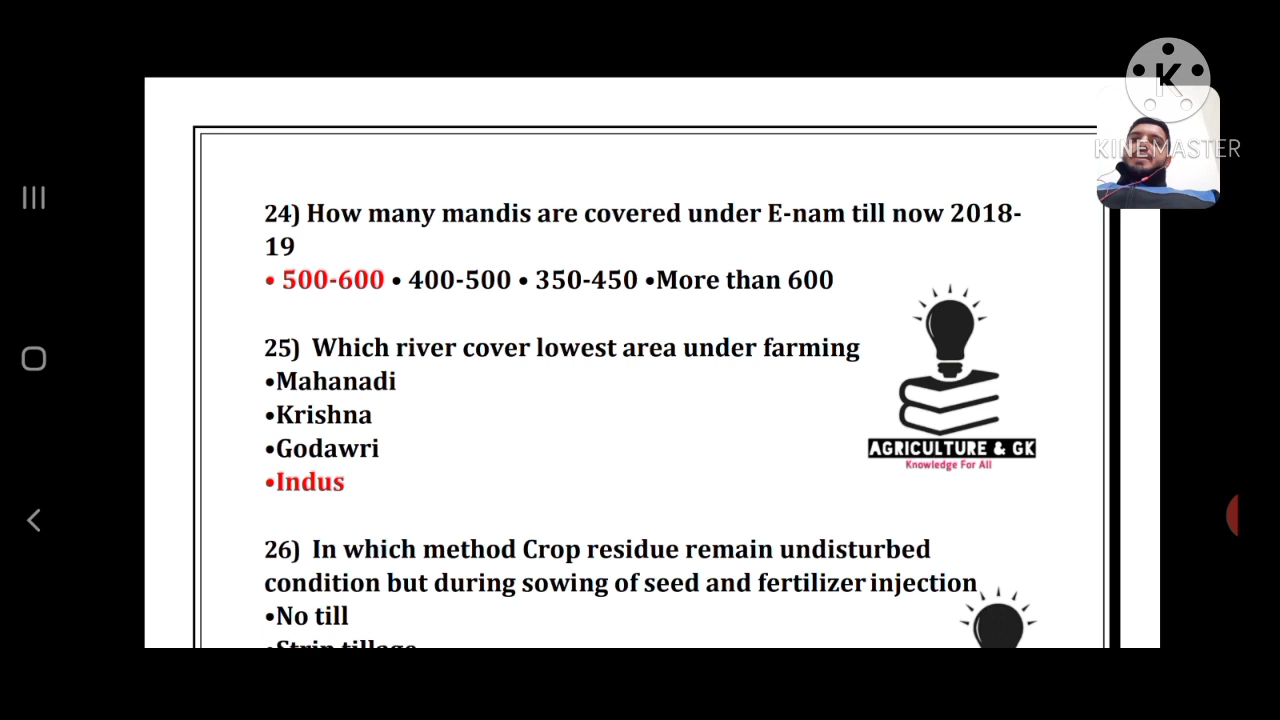 K
KINEMASTER
24) How many mandis are covered under E-nam till now 2018-
19
• 500-600 • 400-500 • 350-450 •More than 600
25)  Which river cover lowest area under farming
•Mahanadi
•Krishna
•Godawri
•Indus
AGRICULTURE & GK
Knowledge For All
26)  In which method Crop residue remain undisturbed
condition but during sowing of seed and fertilizer injection
•No till
•Strip tillage